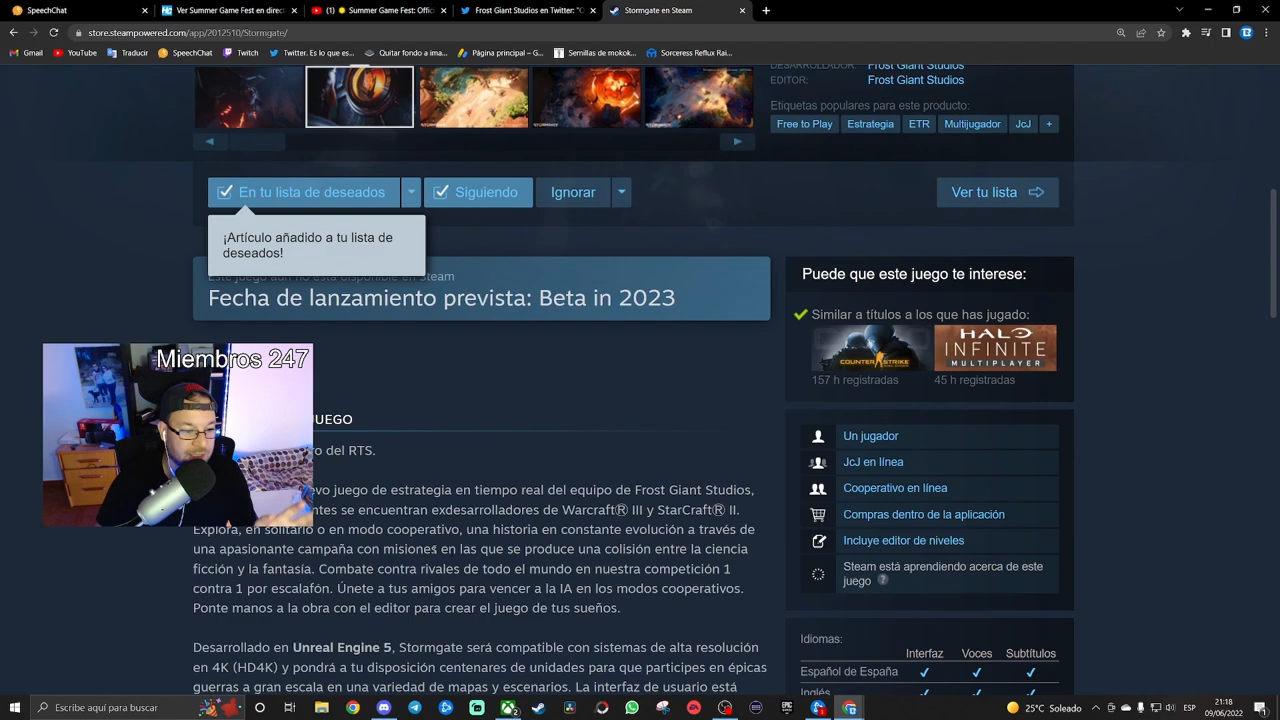 SpeechChat
Ver Summer Game Fest en direct
(1) Summer Game Fest: Offici
Frost Giant Studios en Twitter: "C
Stormgate en Steam
store.steampowered.com/app/2012510/Stormgate/
Gmail
YouTube
Traducir
SpeechChat
Twitch
Twitter. Es lo que es...
Quitar fondo a ima...
Página principal – G...
Semillas de mokok...
Sorceress Reflux Rai...
DESARROLLADOR: Frost Giant Studios
EDITOR: Frost Giant Studios
Etiquetas populares para este producto:
Free to Play Estrategia ETR Multijugador JcJ +
En tu lista de deseados
Siguiendo
Ignorar
Ver tu lista
¡Artículo añadido a tu lista de
deseados!
Este juego aún no está disponible en Steam
Fecha de lanzamiento prevista: Beta in 2023
Puede que este juego te interese:
Similar a títulos a los que has jugado:
COUNTER STRIKE
HALO
INFINITE
MULTIPLAYER
157 h registradas
45 h registradas
Miembros 247
JUEGO
o del RTS.
evo juego de estrategia en tiempo real del equipo de Frost Giant Studios,
ntes se encuentran exdesarrolladores de Warcraft® III y StarCraft® II.
Explora, en solitario o en modo cooperativo, una historia en constante evolución a través de
una apasionante campaña con misiones en las que se produce una colisión entre la ciencia
ficción y la fantasía. Combate contra rivales de todo el mundo en nuestra competición 1
contra 1 por escalafón. Únete a tus amigos para vencer a la IA en los modos cooperativos.
Ponte manos a la obra con el editor para crear el juego de tus sueños.
Desarrollado en Unreal Engine 5, Stormgate será compatible con sistemas de alta resolución
en 4K (HD4K) y pondrá a tu disposición centenares de unidades para que participes en épicas
guerras a gran escala en una variedad de mapas y escenarios. La interfaz de usuario está
Un jugador
JcJ en línea
Cooperativo en línea
Compras dentro de la aplicación
Incluye editor de niveles
Steam está aprendiendo acerca de este
juego ?
Idiomas:
Interfaz Voces Subtítulos
Español de España ✓ ✓ ✓
Inglés
Escribe aquí para buscar
25°C Soleado
ESP
21:18
09/06/2022